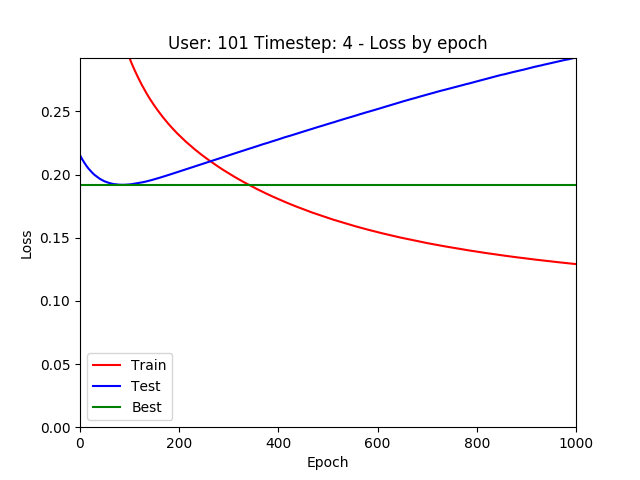 User: 101 Timestep: 4 - Loss by epoch
Loss
0.25
0.20
0.15
0.10
0.05
0.00
Train
Test
Best
0 200 400 600 800 1000
Epoch